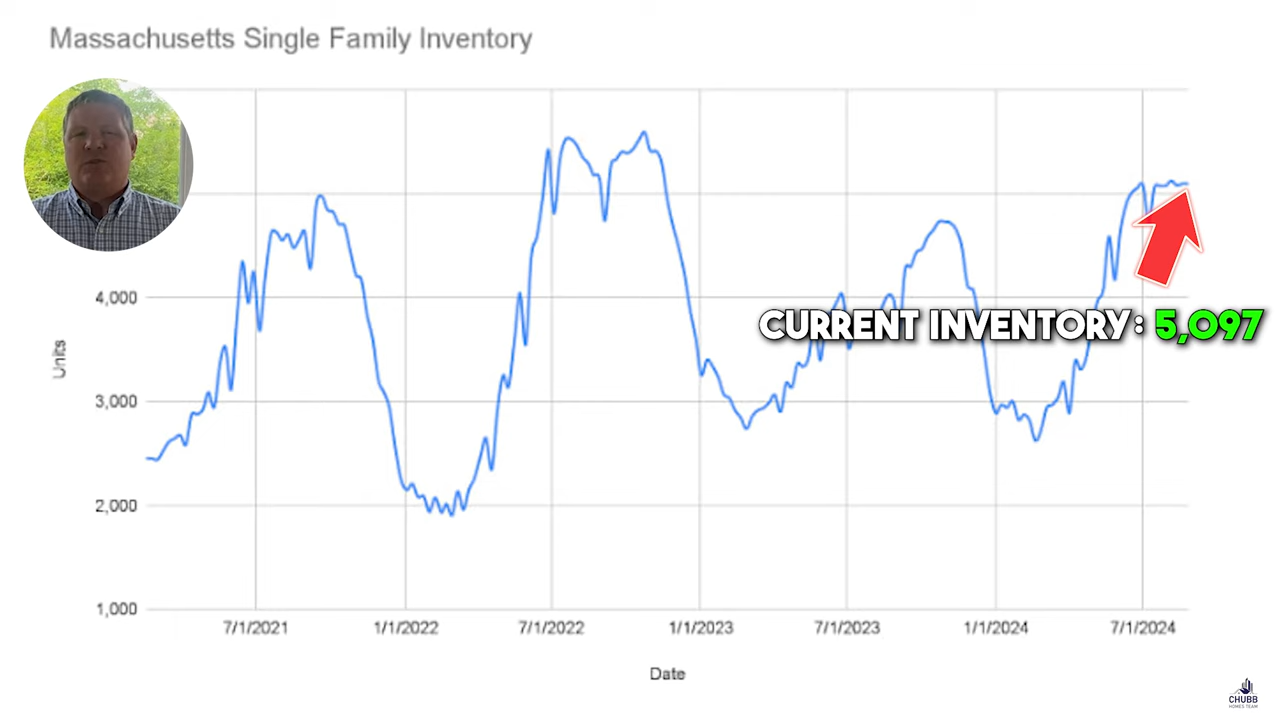 Massachusetts Single Family Inventory
4,000
CURRENT INVENTORY: 5,097
Units
3,000
2,000
1,000
7/1/2021 1/1/2022 7/1/2022 1/1/2023 7/1/2023 1/1/2024 7/1/2024
Date
CHUBB
HOMES TEAM